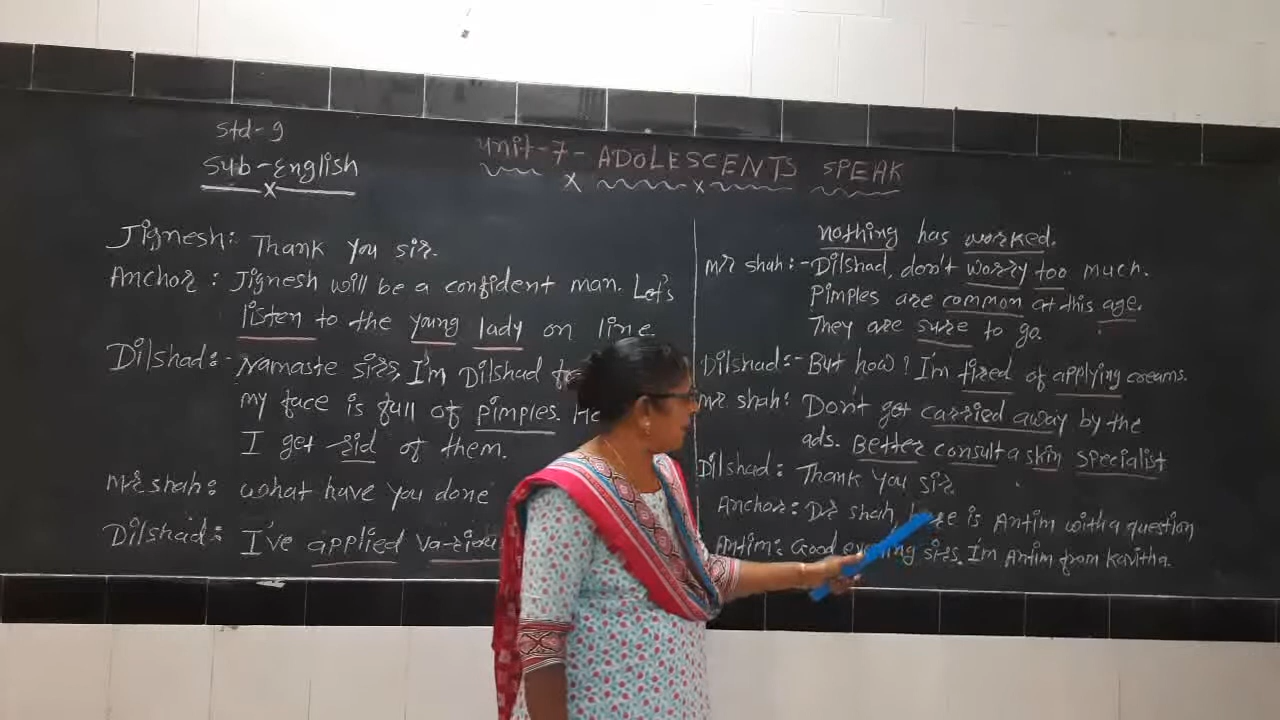 Std-9
Sub-English
Unit-7- ADOLESCENTS SPEAK
Jignesh: Thank you sir.
Anchor: Jignesh will be a confident man. Let's
listen to the young lady on line.
Dilshad:- Namaste sirs, I'm Dilshad
my face is full of pimples.
I get rid of them.
Mr shah: what have you done
Dilshad: I've applied various
nothing has worked.
Mr shah:- Dilshad, don't worry too much.
Pimples are common at this age.
They are sure to go.
Dilshad:- But how? I'm tired of applying creams.
Mr. shah: Don't get carried away by the
ads. Better consult a skin specialist
Dilshad: Thank you sir
Anchor: Dr shah, here is Antim with a question
Antim: Good evening sirs. I'm Antim from Kavitha.